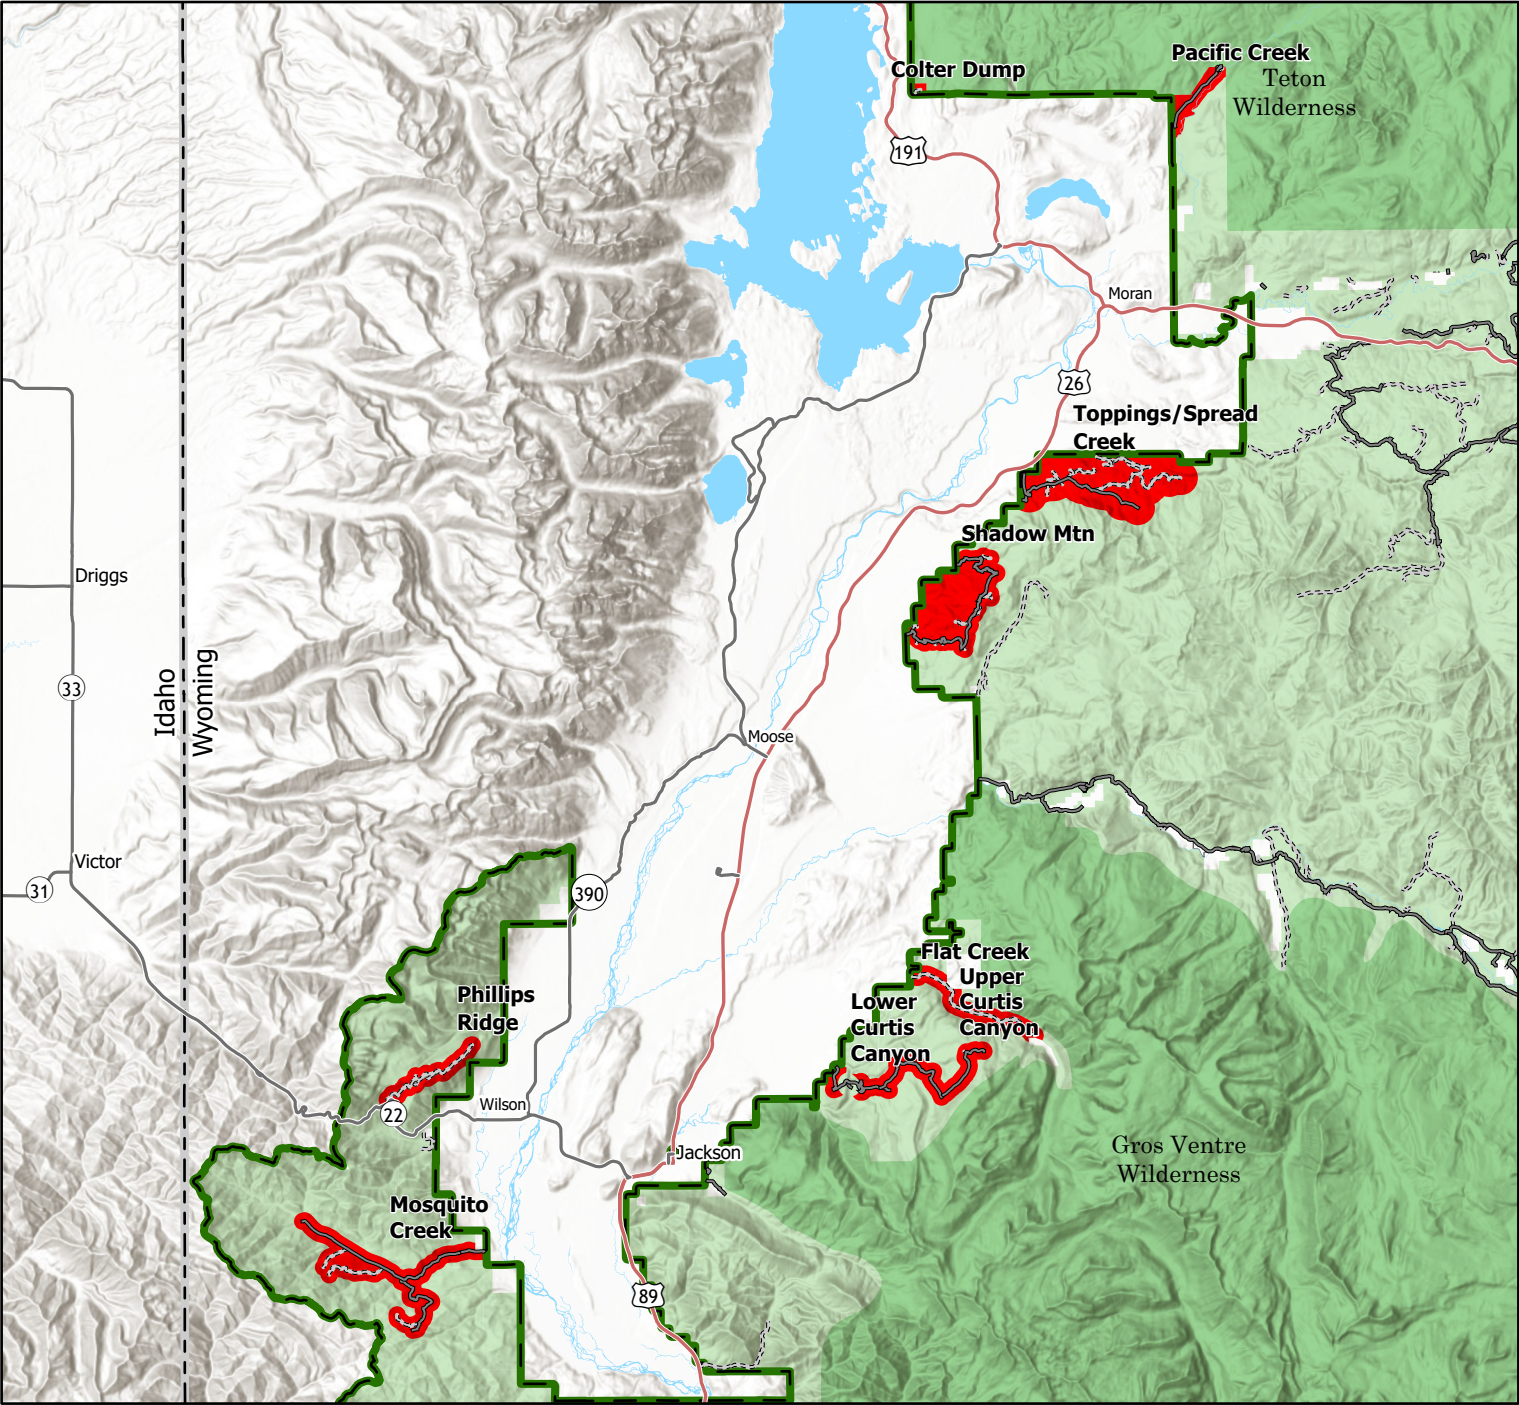 Pacific Creek
Colter Dump
Teton
Wilderness
191
Moran
26
Toppings/Spread
Creek
Shadow Mtn
Driggs
33
Idaho
Wyoming
Moose
Victor
31
390
Flat Creek
Upper
Curtis
Canyon
Lower
Curtis
Canyon
Phillips
Ridge
22
Wilson
Jackson
Gros Ventre
Wilderness
Mosquito
Creek
89